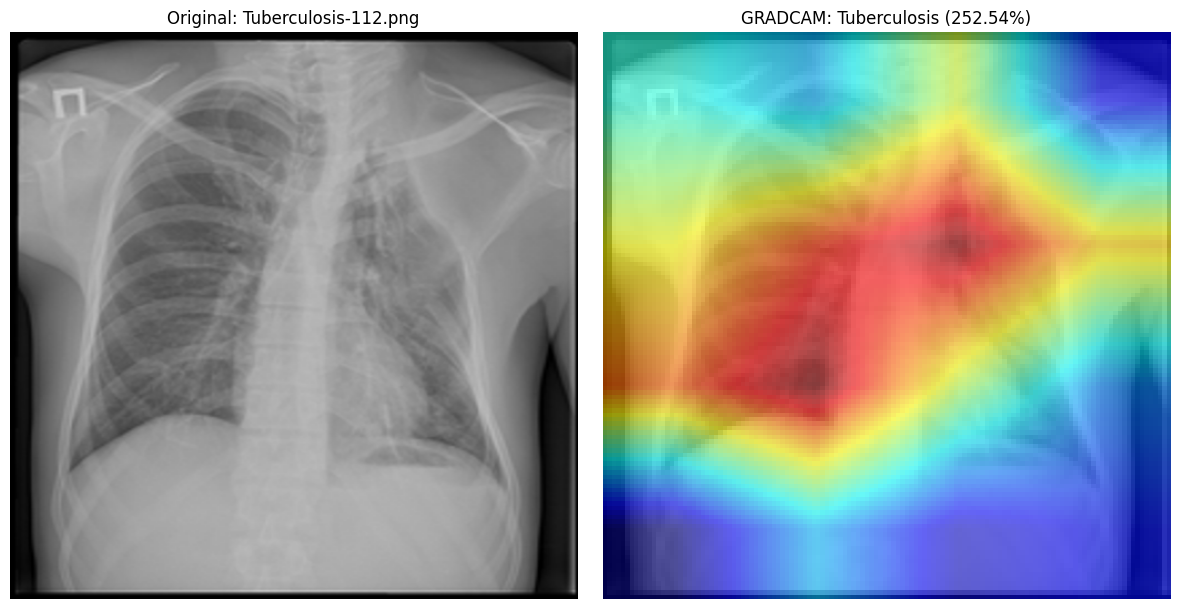 Original: Tuberculosis-112.png
GRADCAM: Tuberculosis (252.54%)
П
П